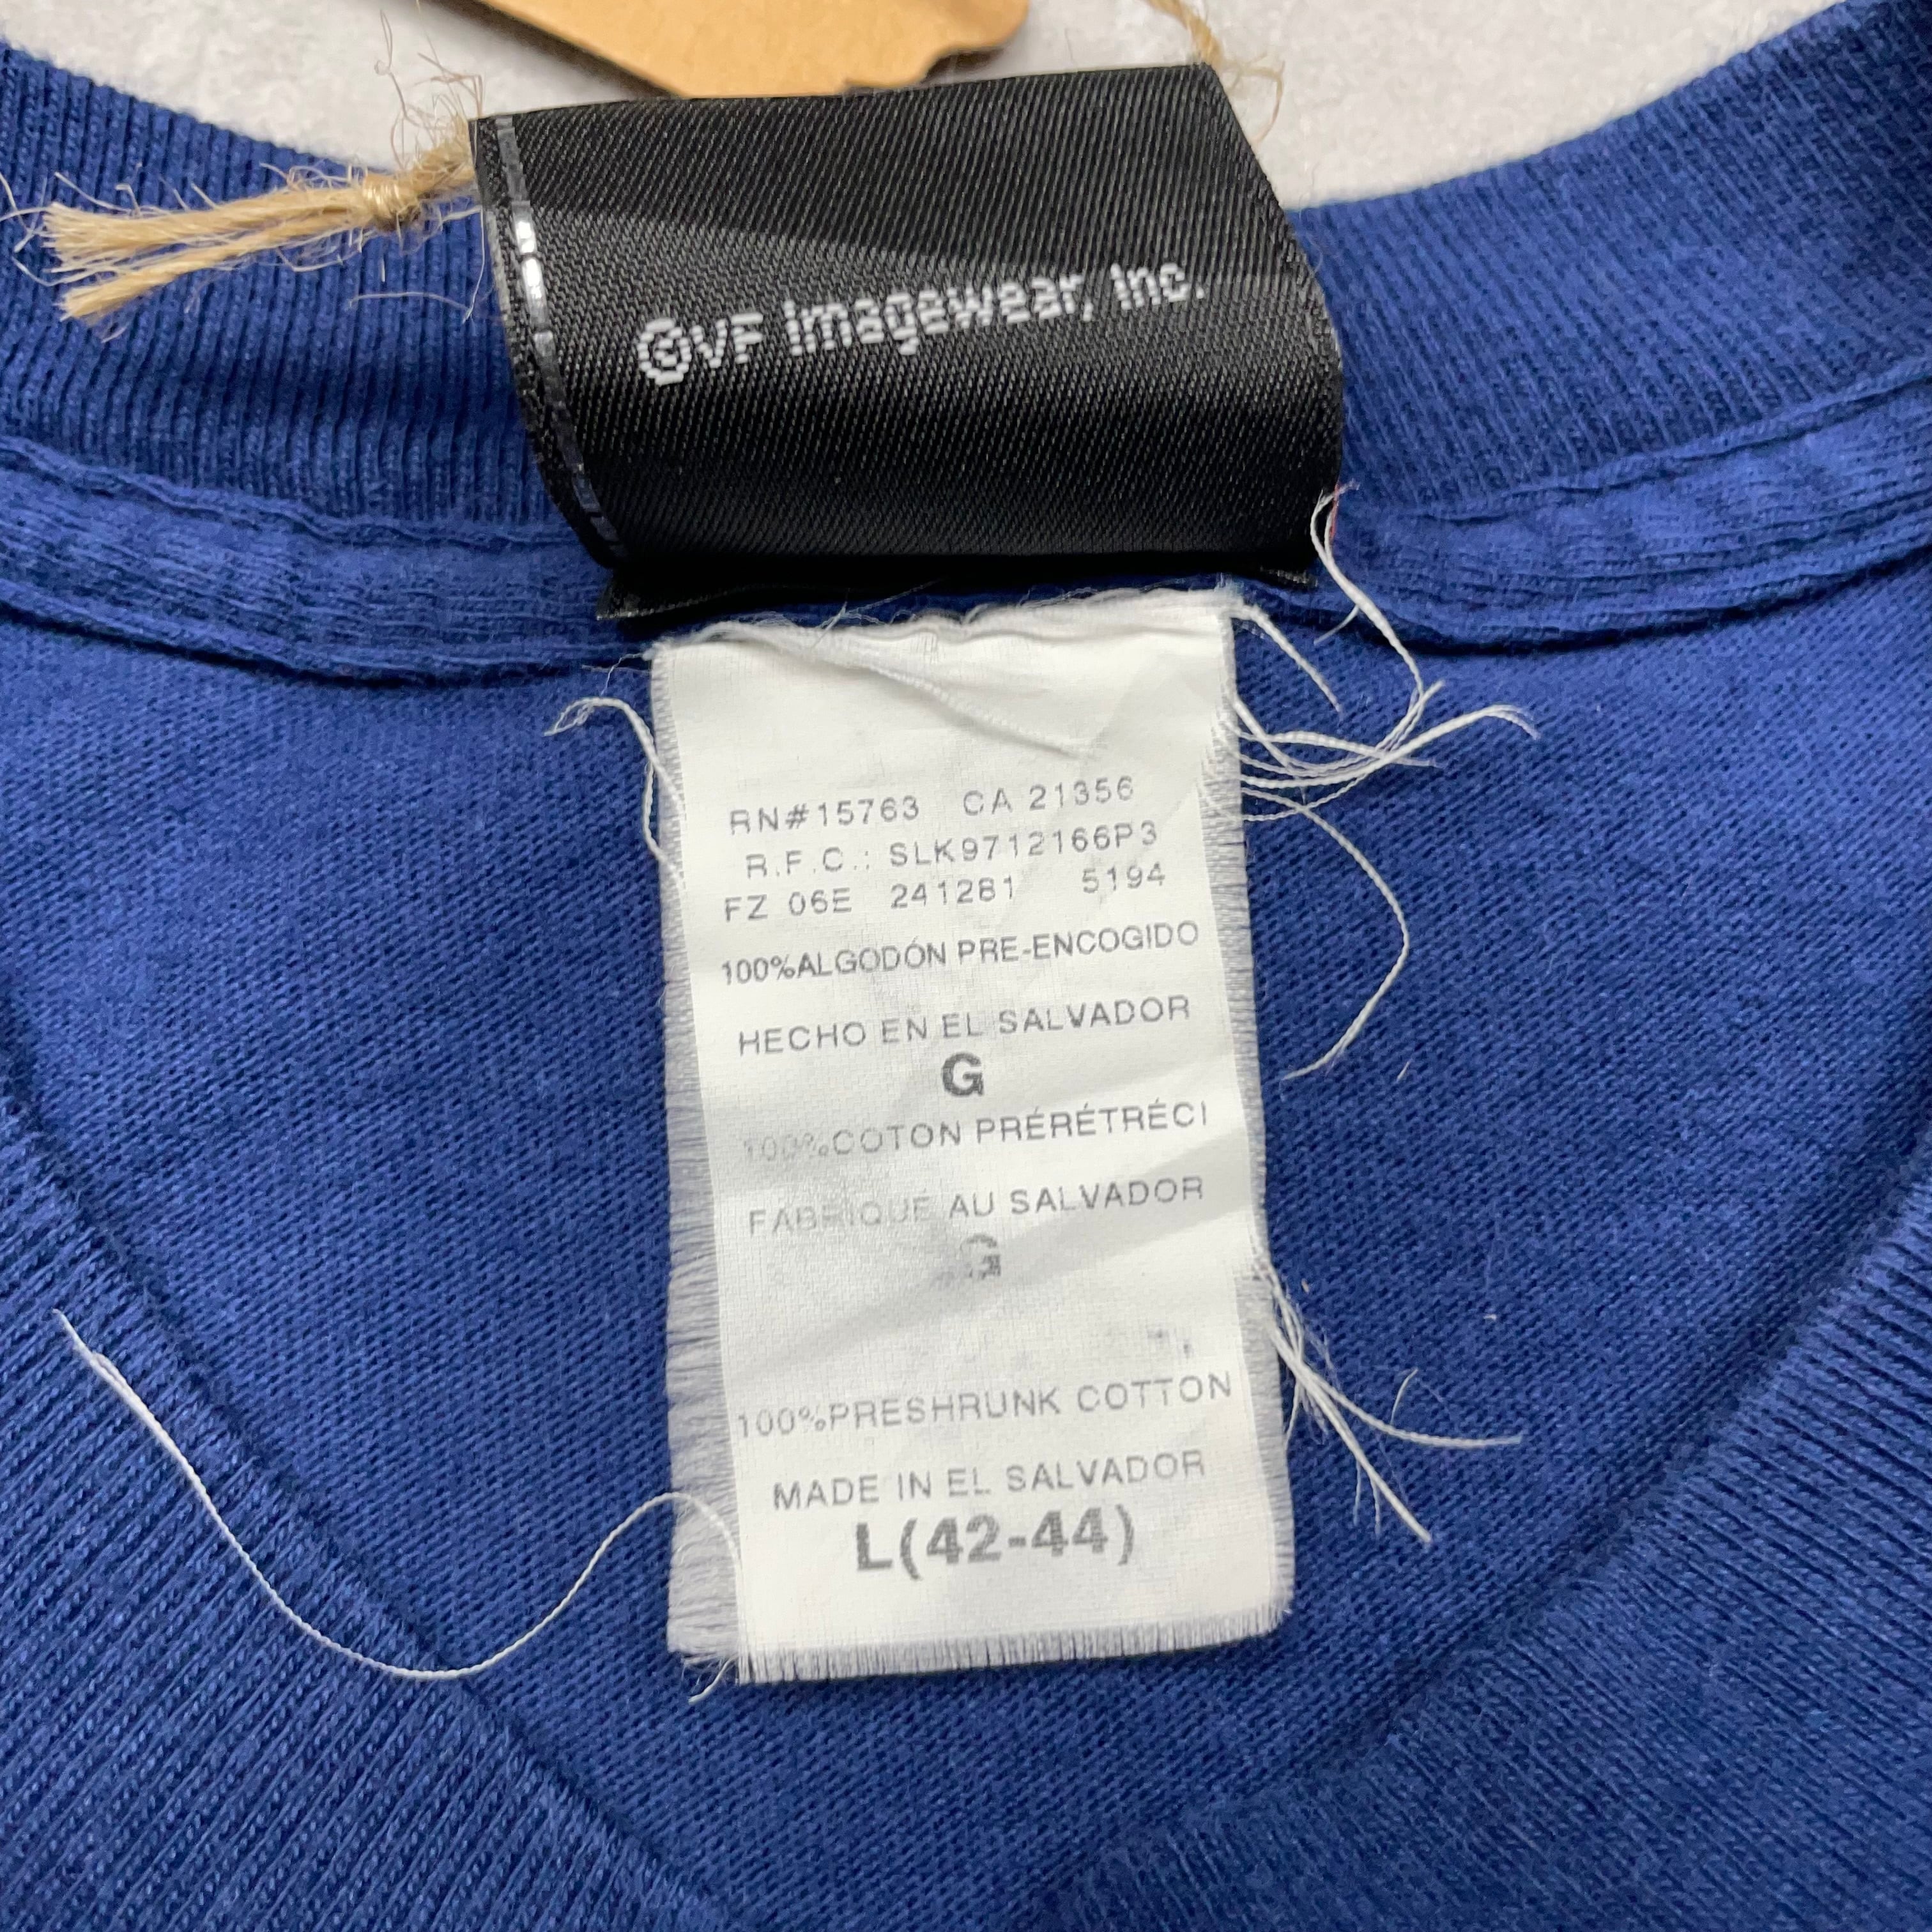 ©VF Imagewear, Inc.
RN#15763 CA 21356
R.F.C.: SLK9712166P3
FZ 06E 241281 5194
100%ALGODÓN PRE-ENCOGIDO
HECHO EN EL SALVADOR
G
100%COTON PRÉRÉTRÉCI
FABRIQUÉ AU SALVADOR
G
100%PRESHRUNK COTTON
MADE IN EL SALVADOR
L(42-44)